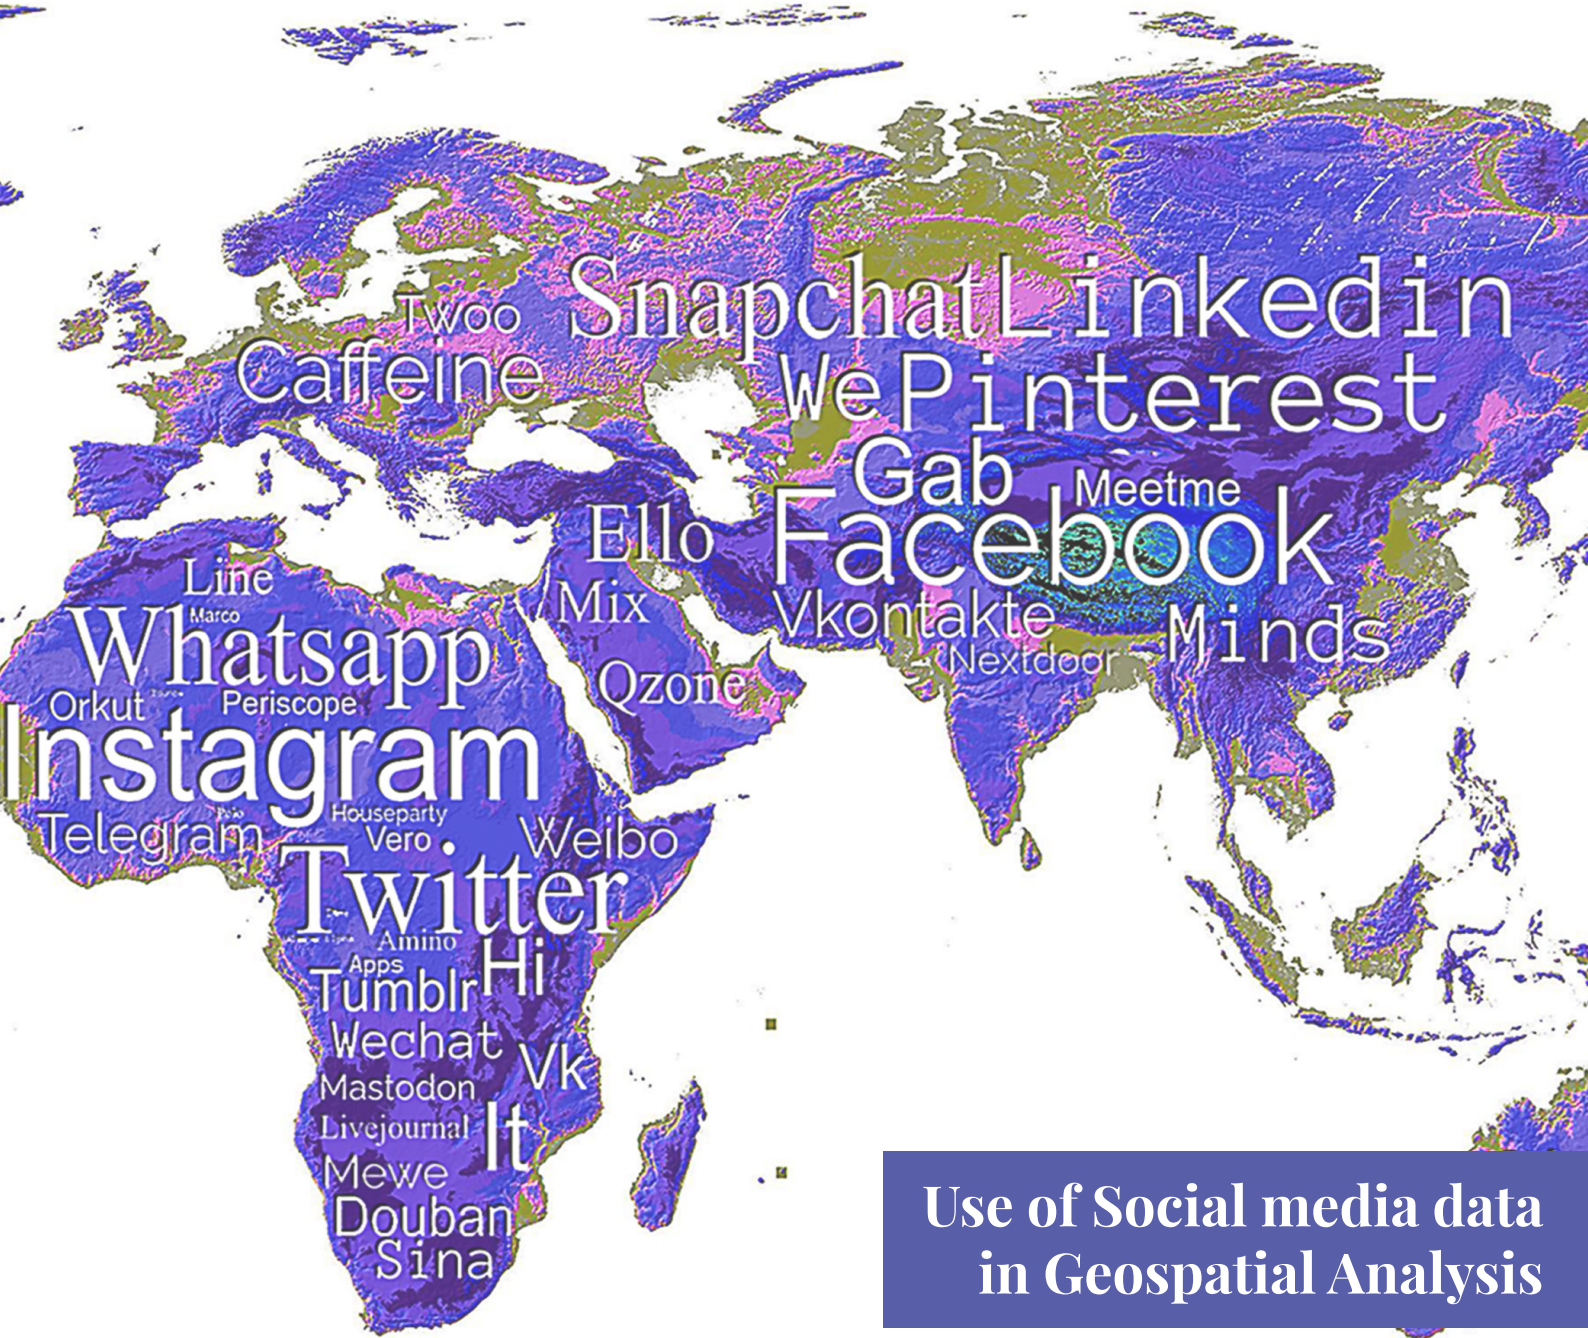 Snapchat Linkedin
Twoo
Caffeine
We Pinterest
Gab
Meetme
Facebook
Ello
Line
Mix
Marco
Vkontakte
Minds
Whatsapp
Nextdoor
Qzone
Orkut
Periscope
Instagram
Houseparty
Telegram
Vero
Weibo
Twitter
Amino
Apps
Hi
Tumblr
Wechat
Vk
Mastodon
Livejournal
It
Mewe
Douban
Sina
Use of Social media data
in Geospatial Analysis